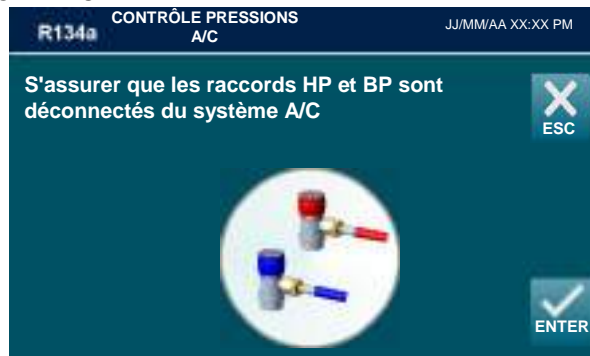 R134a
CONTRÔLE PRESSIONS
A/C
JJ/MM/AA XX:XX PM
S'assurer que les raccords HP et BP sont
déconnectés du système A/C
ESC
ENTER